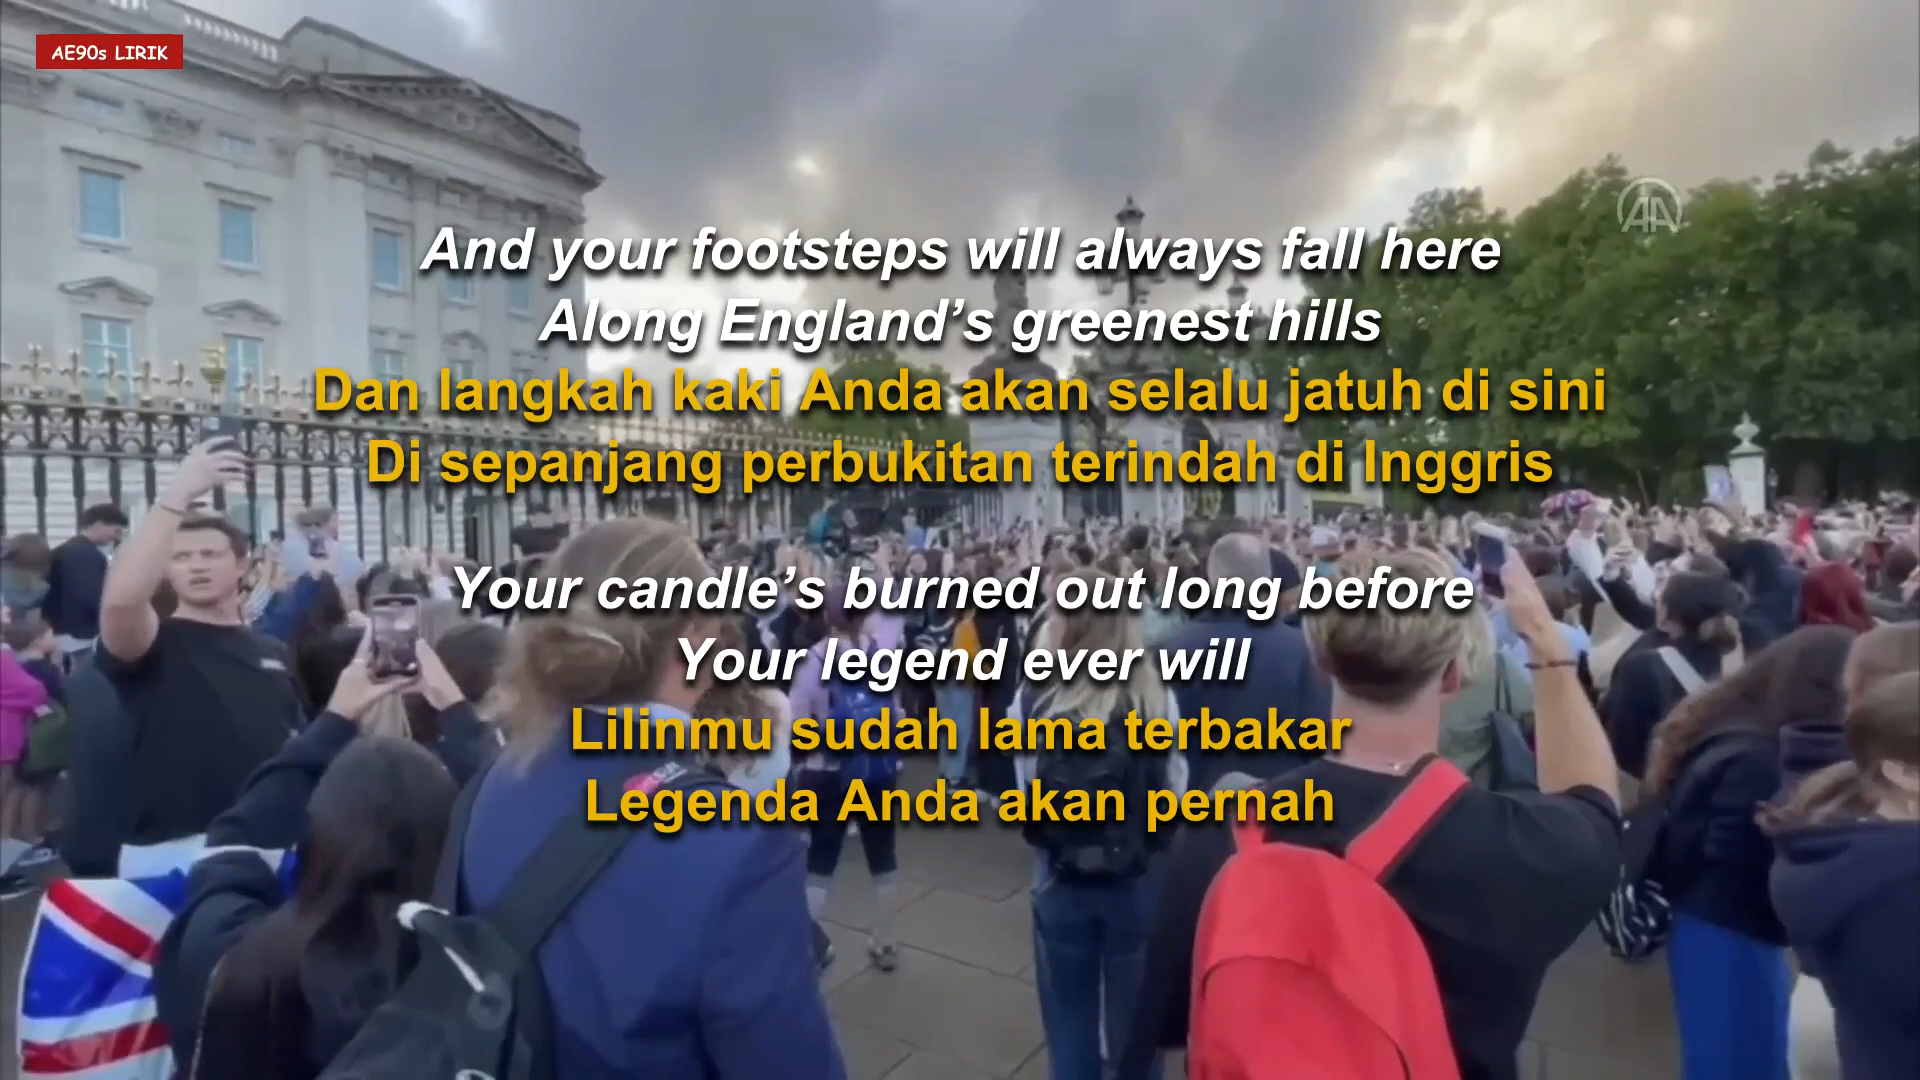 AE90s LIRIK
AA
And your footsteps will always fall here
Along England’s greenest hills
Dan langkah kaki Anda akan selalu jatuh di sini
Di sepanjang perbukitan terindah di Inggris
Your candle’s burned out long before
Your legend ever will
Lilinmu sudah lama terbakar
Legenda Anda akan pernah